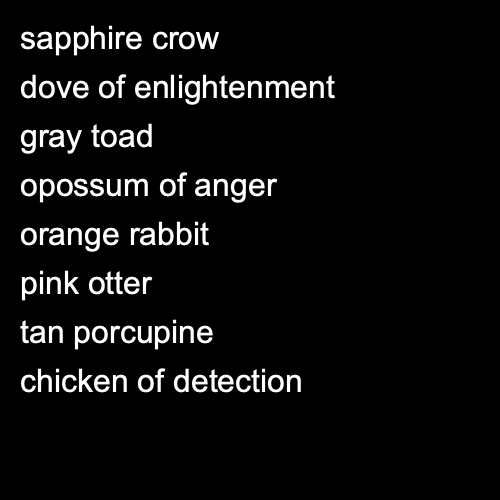 sapphire crow
dove of enlightenment
gray toad
opossum of anger
orange rabbit
pink otter
tan porcupine
chicken of detection